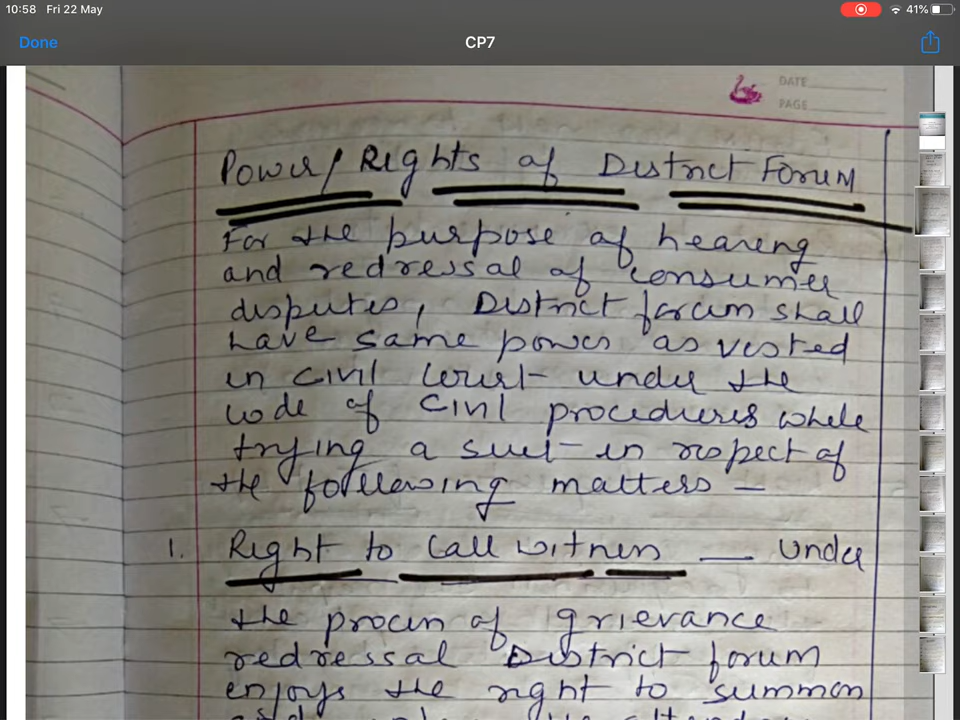 10:58 Fri 22 May
41%
Done
CP7
DATE
PAGE
Power/Rights of District Forum
For the purpose of hearing
and redressal of consumer
disputes, District forum shall
have same power as vested
in civil court under the
code of civil procedures while
trying a suit in respect of
the following matters —
1. Right to call witness — Under
the process of grievance
redressal District forum
enjoys the right to summon